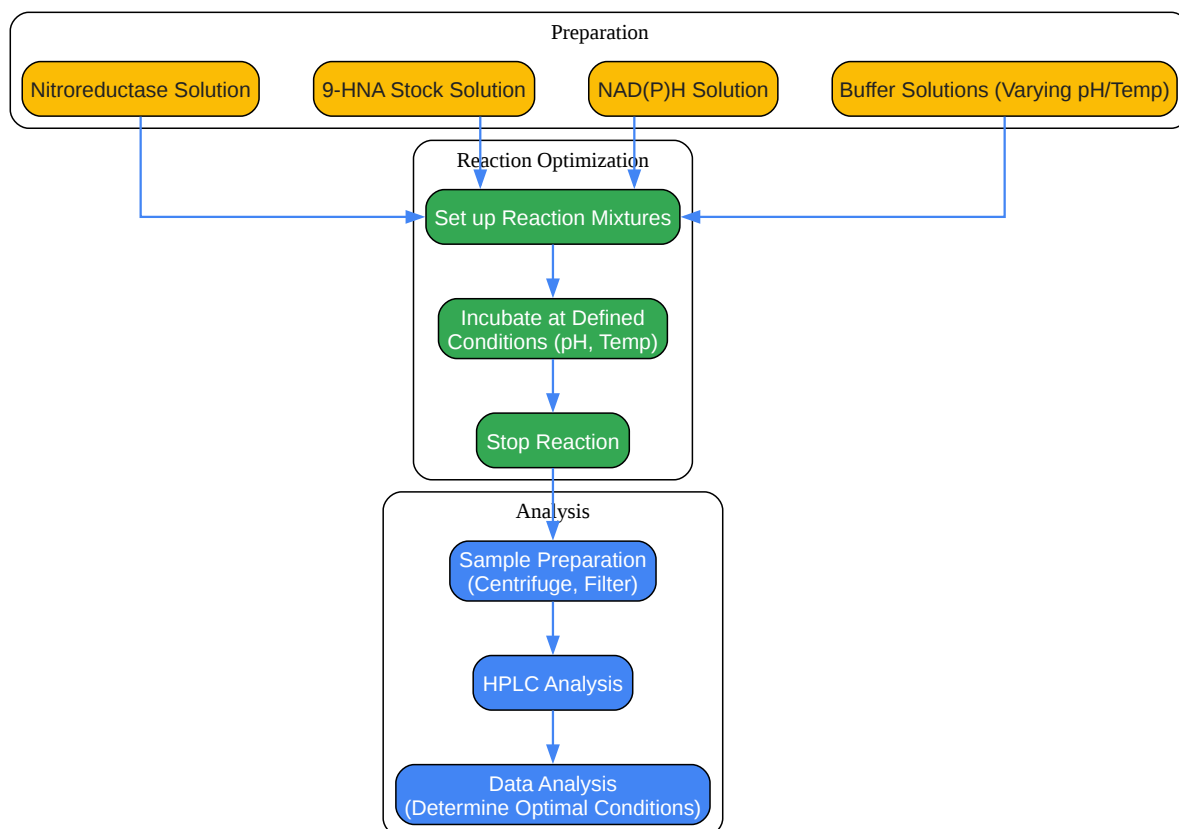 Preparation
Nitroreductase Solution
9-HNA Stock Solution
NAD(P)H Solution
Buffer Solutions (Varying pH/Temp)
Reaction Optimization
Set up Reaction Mixtures
Incubate at Defined
Conditions (pH, Temp)
Stop Reaction
Analysis
Sample Preparation
(Centrifuge, Filter)
HPLC Analysis
Data Analysis
(Determine Optimal Conditions)